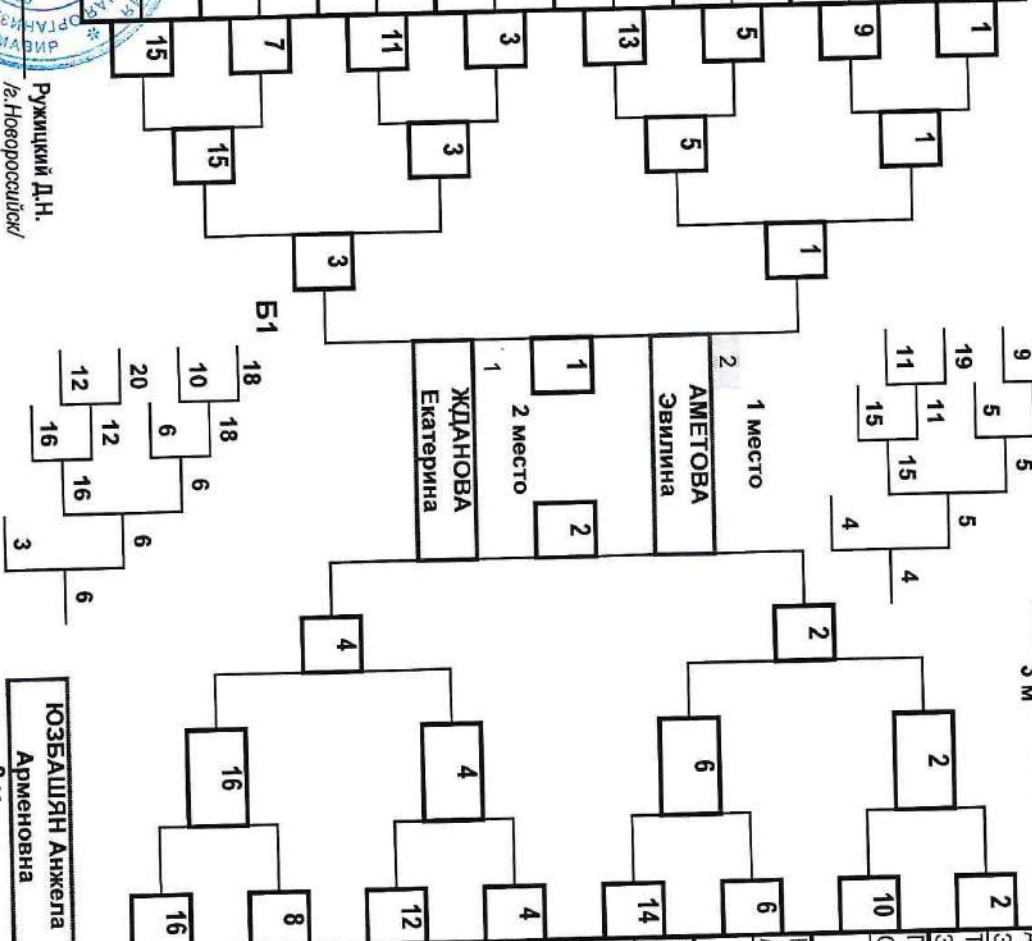 9 5 3 м
1 5 2
19 5
1 11 2
11 15 4
9 15 10
4
1 2
5 1 место 6
2
5 АМЕТОВА 6
Эвилина
13 14
1 2
3 2 место 4
1
3 ЖДАНОВА 4
Екатерина
11 12
3 4
7 Б1 8
18
18 16
15 10 6
15 6 16
20 6
12
12 16 6
Ружицкий Д.Н. 16 ЮЗБАШЯН Анжела
/г.Новороссийск/ 3 Арменовна